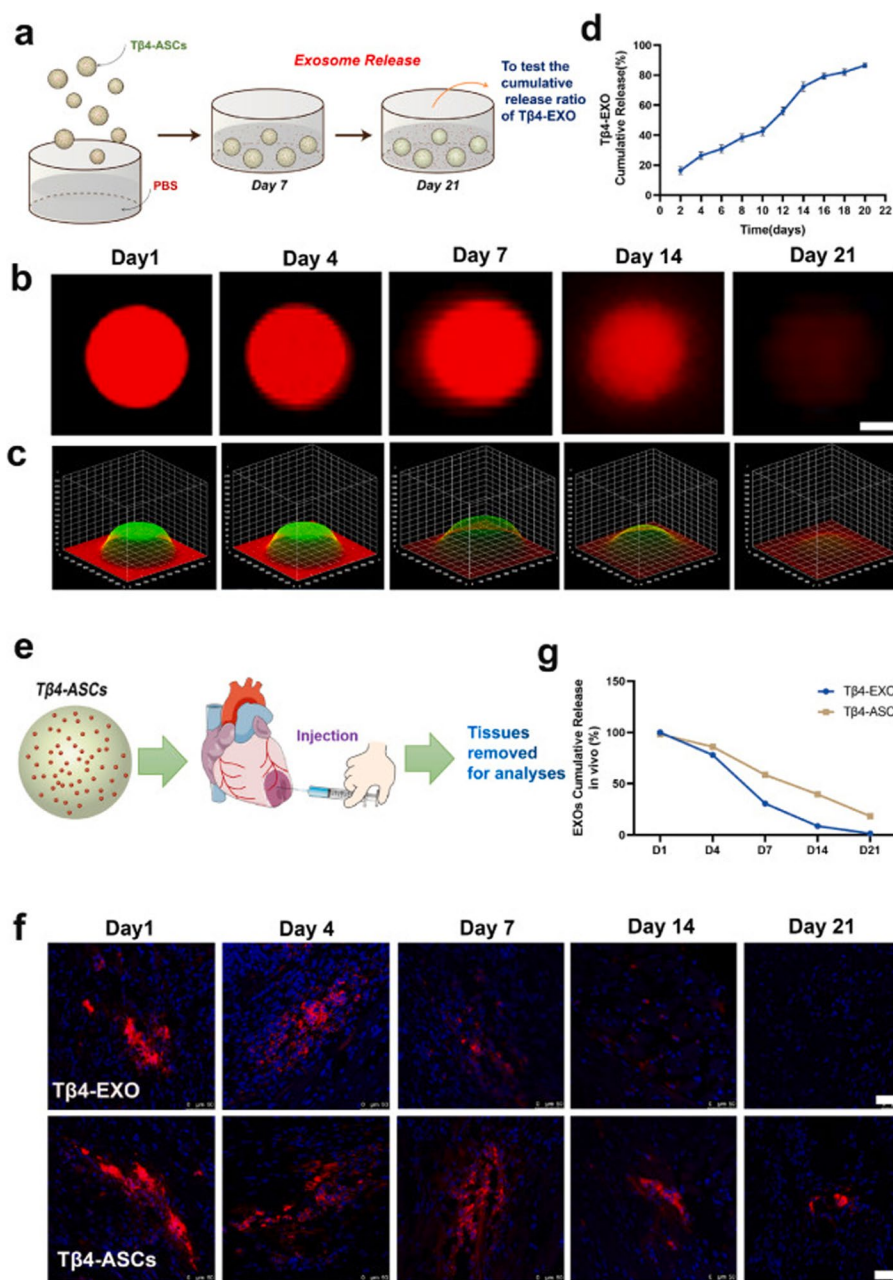 a
Tβ4-ASCs
Exosome Release
To test the
cumulative
release ratio
of Tβ4-EXO
PBS
Day 7
Day 21
d
Tβ4-EXO
Cumulative Release(%)
100
80
60
40
20
0
0 2 4 6 8 10 12 14 16 18 20 22
Time(days)
b
Day1
Day 4
Day 7
Day 14
Day 21
c
e
Tβ4-ASCs
Injection
Tissues
removed
for analyses
g
EXOs Cumulative Release
in vivo (%)
150
100
50
0
D1 D4 D7 D14 D21
Tβ4-EXO
Tβ4-ASC
f
Day1
Day 4
Day 7
Day 14
Day 21
Tβ4-EXO
Tβ4-ASCs